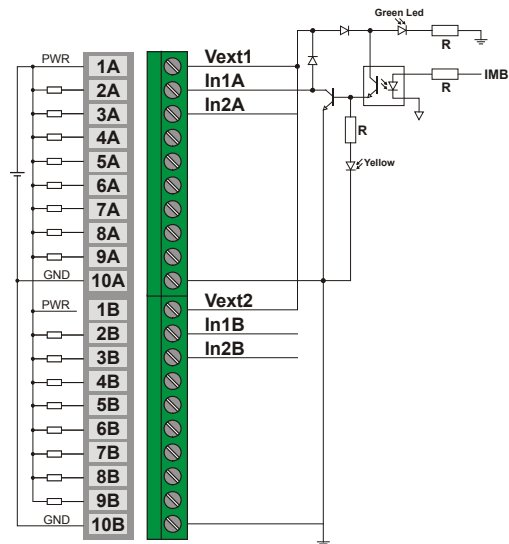 Green Led
R
PWR
1A
Vext1
IMB
R
2A
In1A
3A
In2A
4A
R
5A
Yellow
6A
7A
8A
9A
GND
10A
PWR
1B
Vext2
2B
In1B
3B
In2B
4B
5B
6B
7B
8B
9B
GND
10B